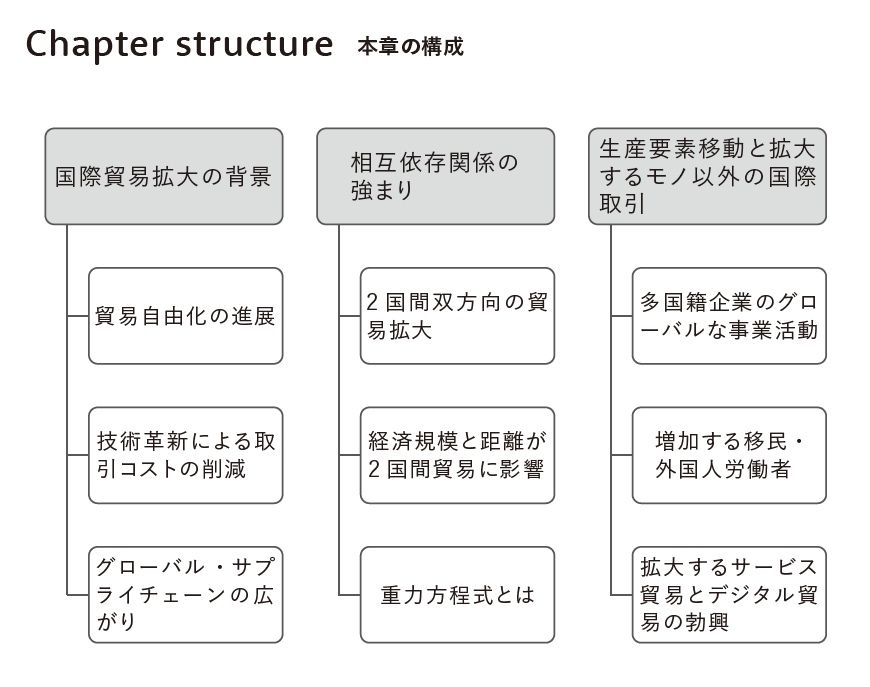 Chapter structure 本章の構成
国際貿易拡大の背景
貿易自由化の進展
技術革新による取
引コストの削減
グローバル・サプ
ライチェーンの広
がり
相互依存関係の
強まり
2国間双方向の貿
易拡大
経済規模と距離が
2国間貿易に影響
重力方程式とは
生産要素移動と拡大
するモノ以外の国際
取引
多国籍企業のグロ
ーバルな事業活動
増加する移民・
外国人労働者
拡大するサービス
貿易とデジタル貿
易の勃興